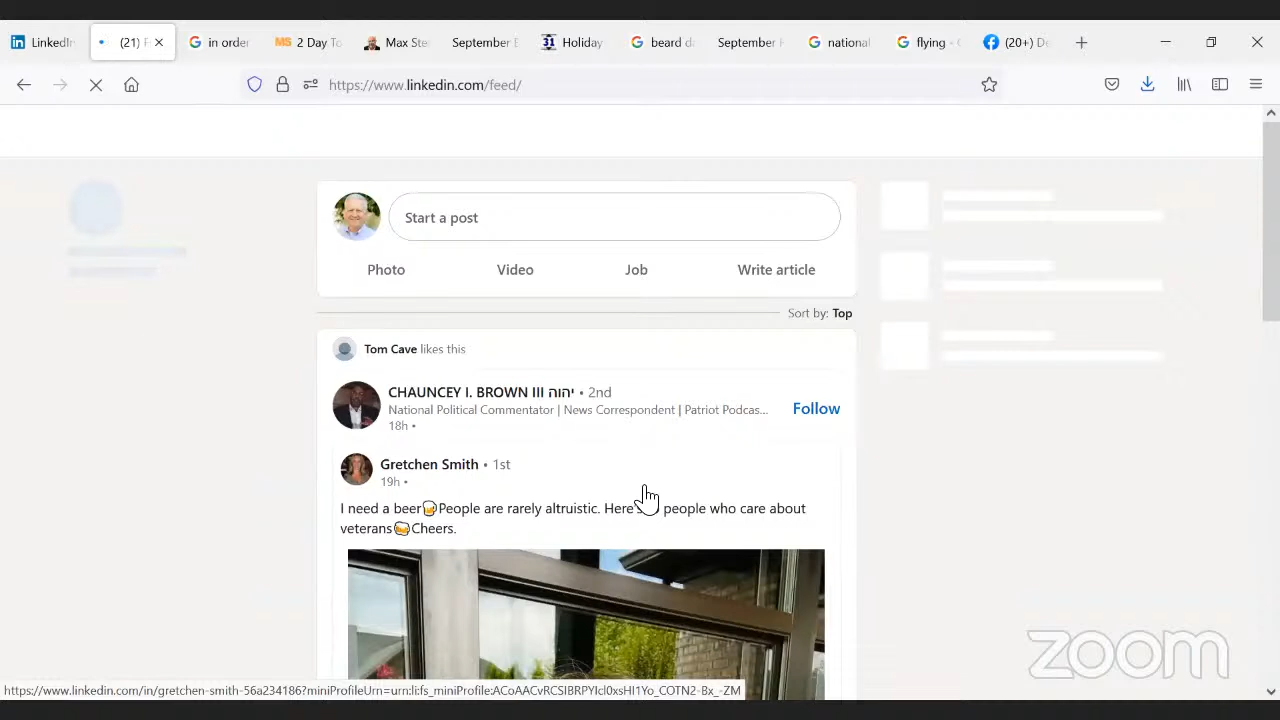 LinkedIn
(21) F
in order
MS 2 Day To
Max Ste
September E
31 Holiday
beard da
September H
national
flying - G
(20+) De
https://www.linkedin.com/feed/
Start a post
Photo Video Job Write article
Sort by: Top
Tom Cave likes this
CHAUNCEY I. BROWN III יהוה • 2nd
National Political Commentator | News Correspondent | Patriot Podcas...
Follow
18h •
Gretchen Smith • 1st
19h •
I need a beer🍺People are rarely altruistic. Here people who care about
veterans🍻Cheers.
zoom
https://www.linkedin.com/in/gretchen-smith-56a234186?miniProfileUrn=urn:li:fs_miniProfile:ACoAACvRCSIBRPYIcl0xsHI1Yo_COTN2-Bx_-ZM